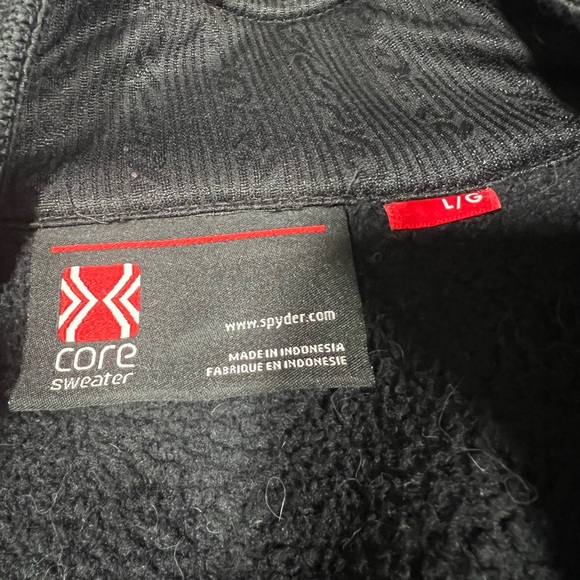 L/G
www.spyder.com
core
sweater
MADE IN INDONESIA
FABRIQUE EN INDONESIE